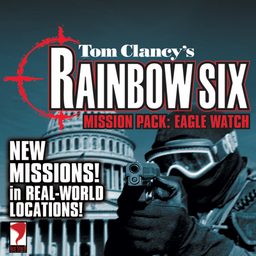 Tom Clancy's
RAINBOW SIX
MISSION PACK: EAGLE WATCH
NEW
MISSIONS!
in REAL-WORLD
LOCATIONS!